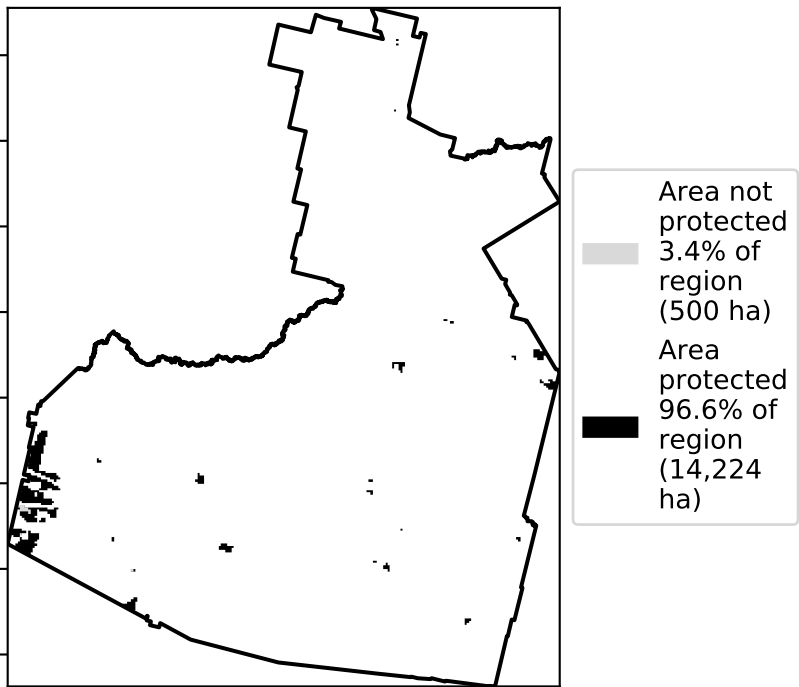 Area not
protected
3.4% of
region
(500 ha)
Area
protected
96.6% of
region
(14,224
ha)